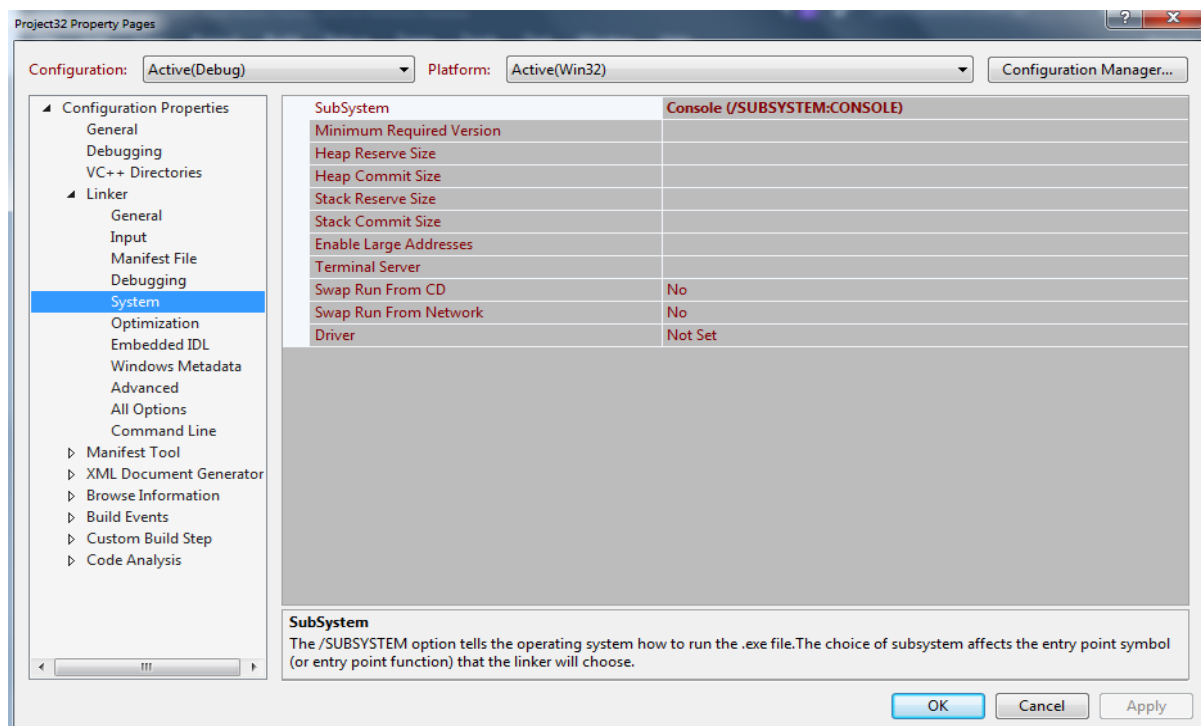 Project32 Property Pages
Configuration: Active(Debug) Platform: Active(Win32) Configuration Manager...
Configuration Properties
General
Debugging
VC++ Directories
Linker
General
Input
Manifest File
Debugging
System
Optimization
Embedded IDL
Windows Metadata
Advanced
All Options
Command Line
Manifest Tool
XML Document Generator
Browse Information
Build Events
Custom Build Step
Code Analysis
SubSystem Console (/SUBSYSTEM:CONSOLE)
Minimum Required Version
Heap Reserve Size
Heap Commit Size
Stack Reserve Size
Stack Commit Size
Enable Large Addresses
Terminal Server
Swap Run From CD No
Swap Run From Network No
Driver Not Set
SubSystem
The /SUBSYSTEM option tells the operating system how to run the .exe file.The choice of subsystem affects the entry point symbol
(or entry point function) that the linker will choose.
OK Cancel Apply